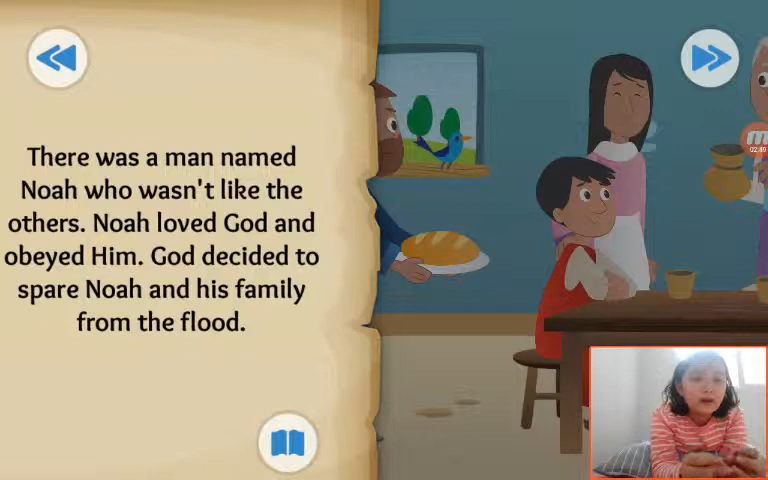 There was a man named
Noah who wasn't like the
others. Noah loved God and
obeyed Him. God decided to
spare Noah and his family
from the flood.